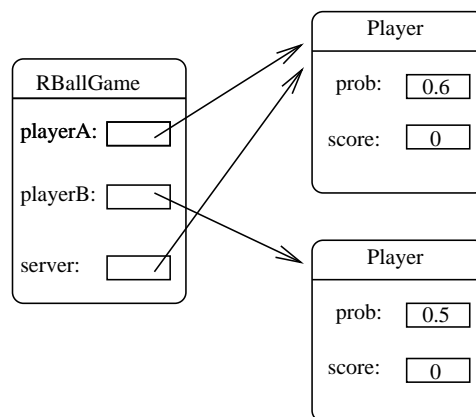 RBallGame
playerA:
playerB:
server:
Player
prob: 0.6
score: 0
Player
prob: 0.5
score: 0